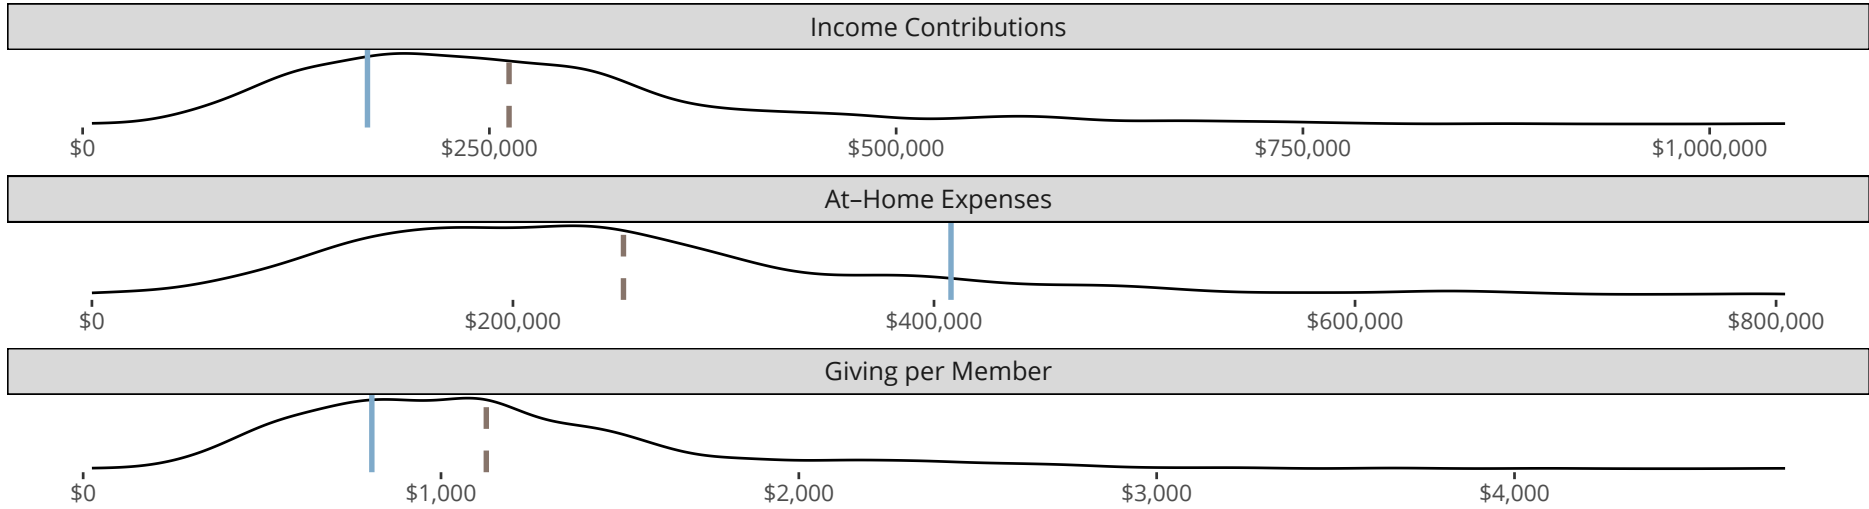 Income Contributions
$0 $250,000 $500,000 $750,000 $1,000,000
At–Home Expenses
$0 $200,000 $400,000 $600,000 $800,000
Giving per Member
$0 $1,000 $2,000 $3,000 $4,000